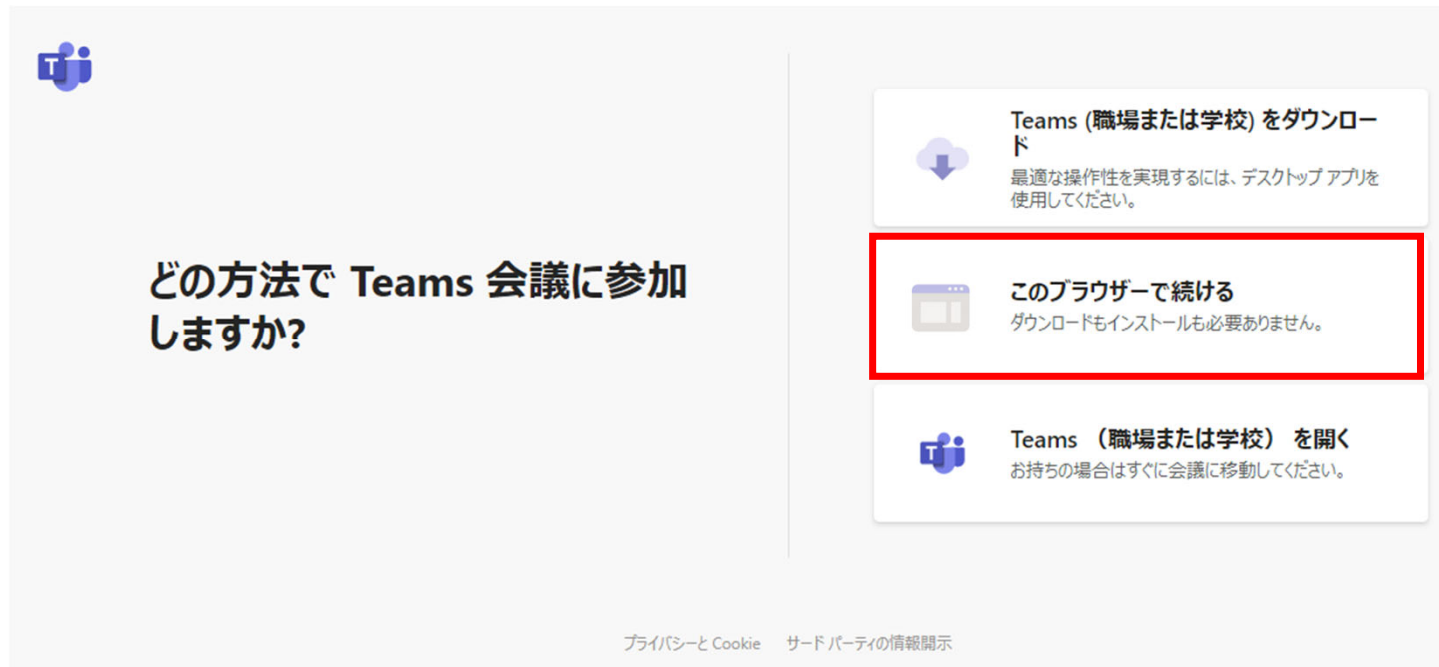 どの方法で Teams 会議に参加
しますか?
Teams (職場または学校) をダウンロー
ド
最適な操作性を実現するには、デスクトップ アプリを
使用してください。
このブラウザーで続ける
ダウンロードもインストールも必要ありません。
Teams （職場または学校） を開く
お持ちの場合はすぐに会議に移動してください。
プライバシーと Cookie サード パーティの情報開示